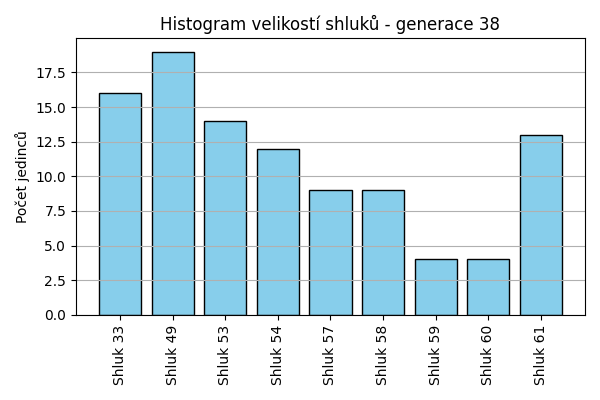 Histogram velikostí shluků - generace 38
Počet jedinců
17.5
15.0
12.5
10.0
7.5
5.0
2.5
0.0
Shluk 33
Shluk 49
Shluk 53
Shluk 54
Shluk 57
Shluk 58
Shluk 59
Shluk 60
Shluk 61